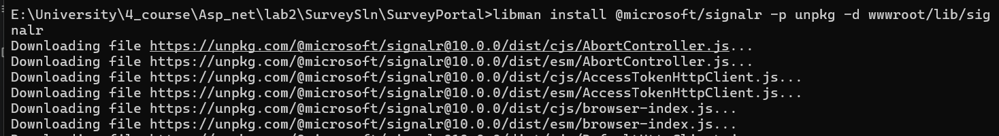 E:\University\4_course\Asp_net\lab2\SurveySln\SurveyPortal>libman install @microsoft/signalr -p unpkg -d wwwroot/lib/sig
nalr
Downloading file https://unpkg.com/@microsoft/signalr@10.0.0/dist/cjs/AbortController.js...
Downloading file https://unpkg.com/@microsoft/signalr@10.0.0/dist/esm/AbortController.js...
Downloading file https://unpkg.com/@microsoft/signalr@10.0.0/dist/cjs/AccessTokenHttpClient.js...
Downloading file https://unpkg.com/@microsoft/signalr@10.0.0/dist/esm/AccessTokenHttpClient.js...
Downloading file https://unpkg.com/@microsoft/signalr@10.0.0/dist/cjs/browser-index.js...
Downloading file https://unpkg.com/@microsoft/signalr@10.0.0/dist/esm/browser-index.js...